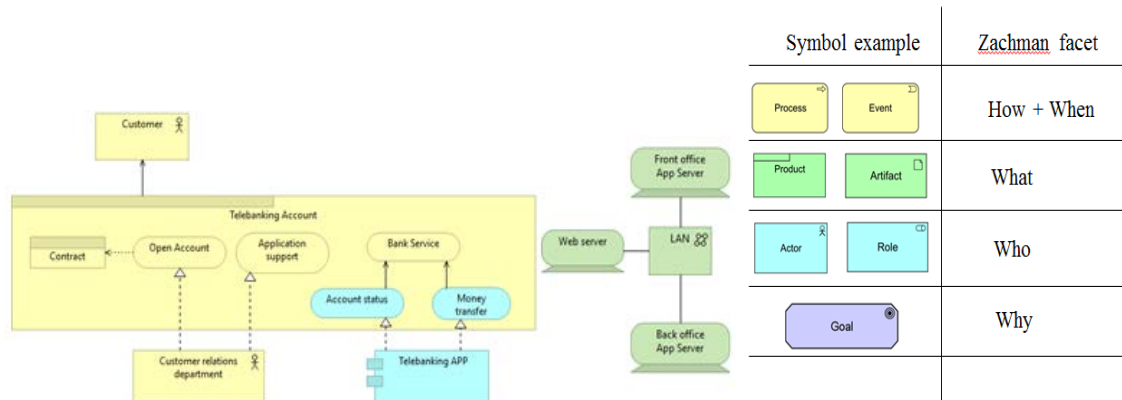 Customer
Telebanking Account
Contract
Open Account
Application
support
Bank Service
Account status
Money
transfer
Customer relations
department
Telebanking APP
Front office
App Server
Web server
LAN
Back office
App Server
Symbol example
Zachman facet
Process
Event
How + When
Product
Artifact
What
Actor
Role
Who
Goal
Why